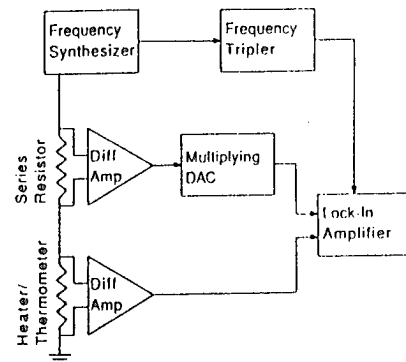 Frequency
Synthesizer
Frequency
Tripler
Series
Resistor
Diff
Amp
Multiplying
DAC
Lock-In
Amplifier
Heater/
Thermometer
Diff
Amp